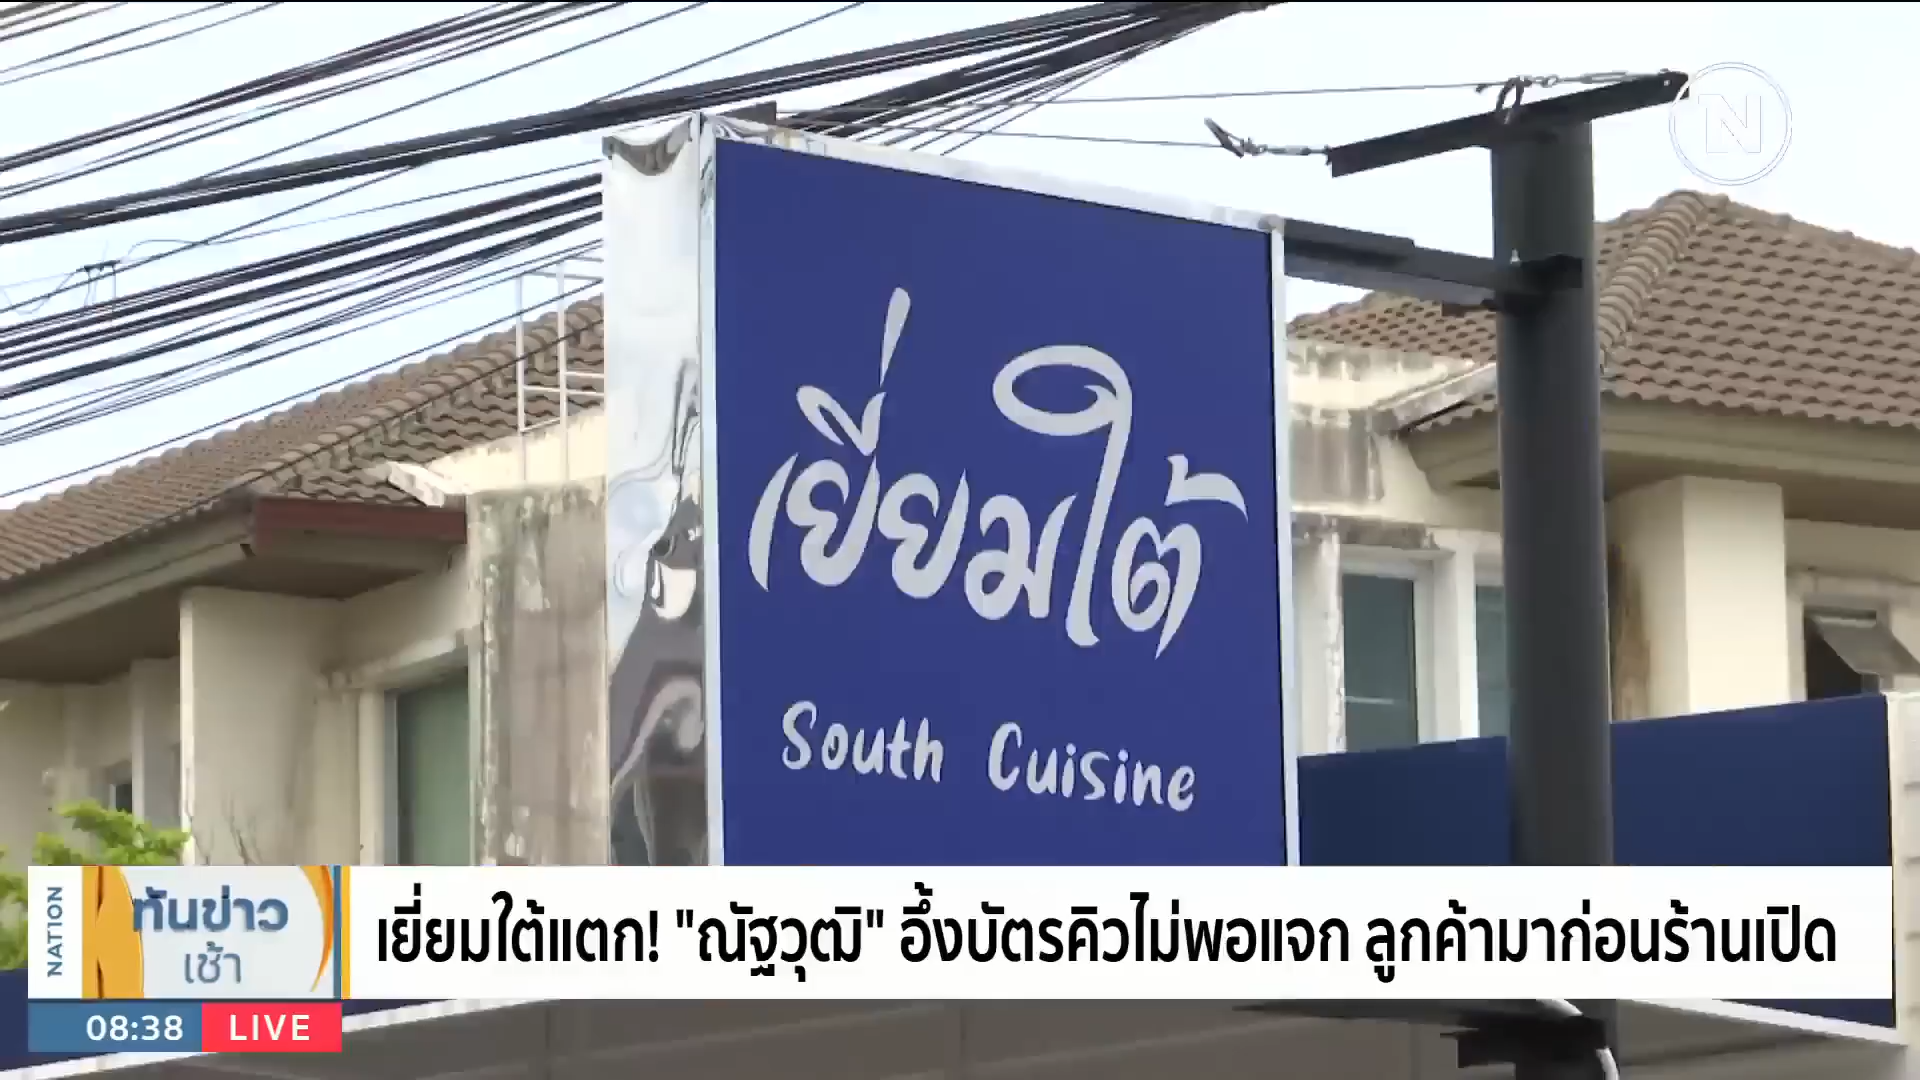 N
เยี่ยมใต้
South Cuisine
NATION
ทันข่าว
เช้า
เยี่ยมใต้แตก! "ณัฐวุฒิ" อึ้งบัตรคิวไม่พอแจก ลูกค้ามาก่อนร้านเปิด
08:38 LIVE